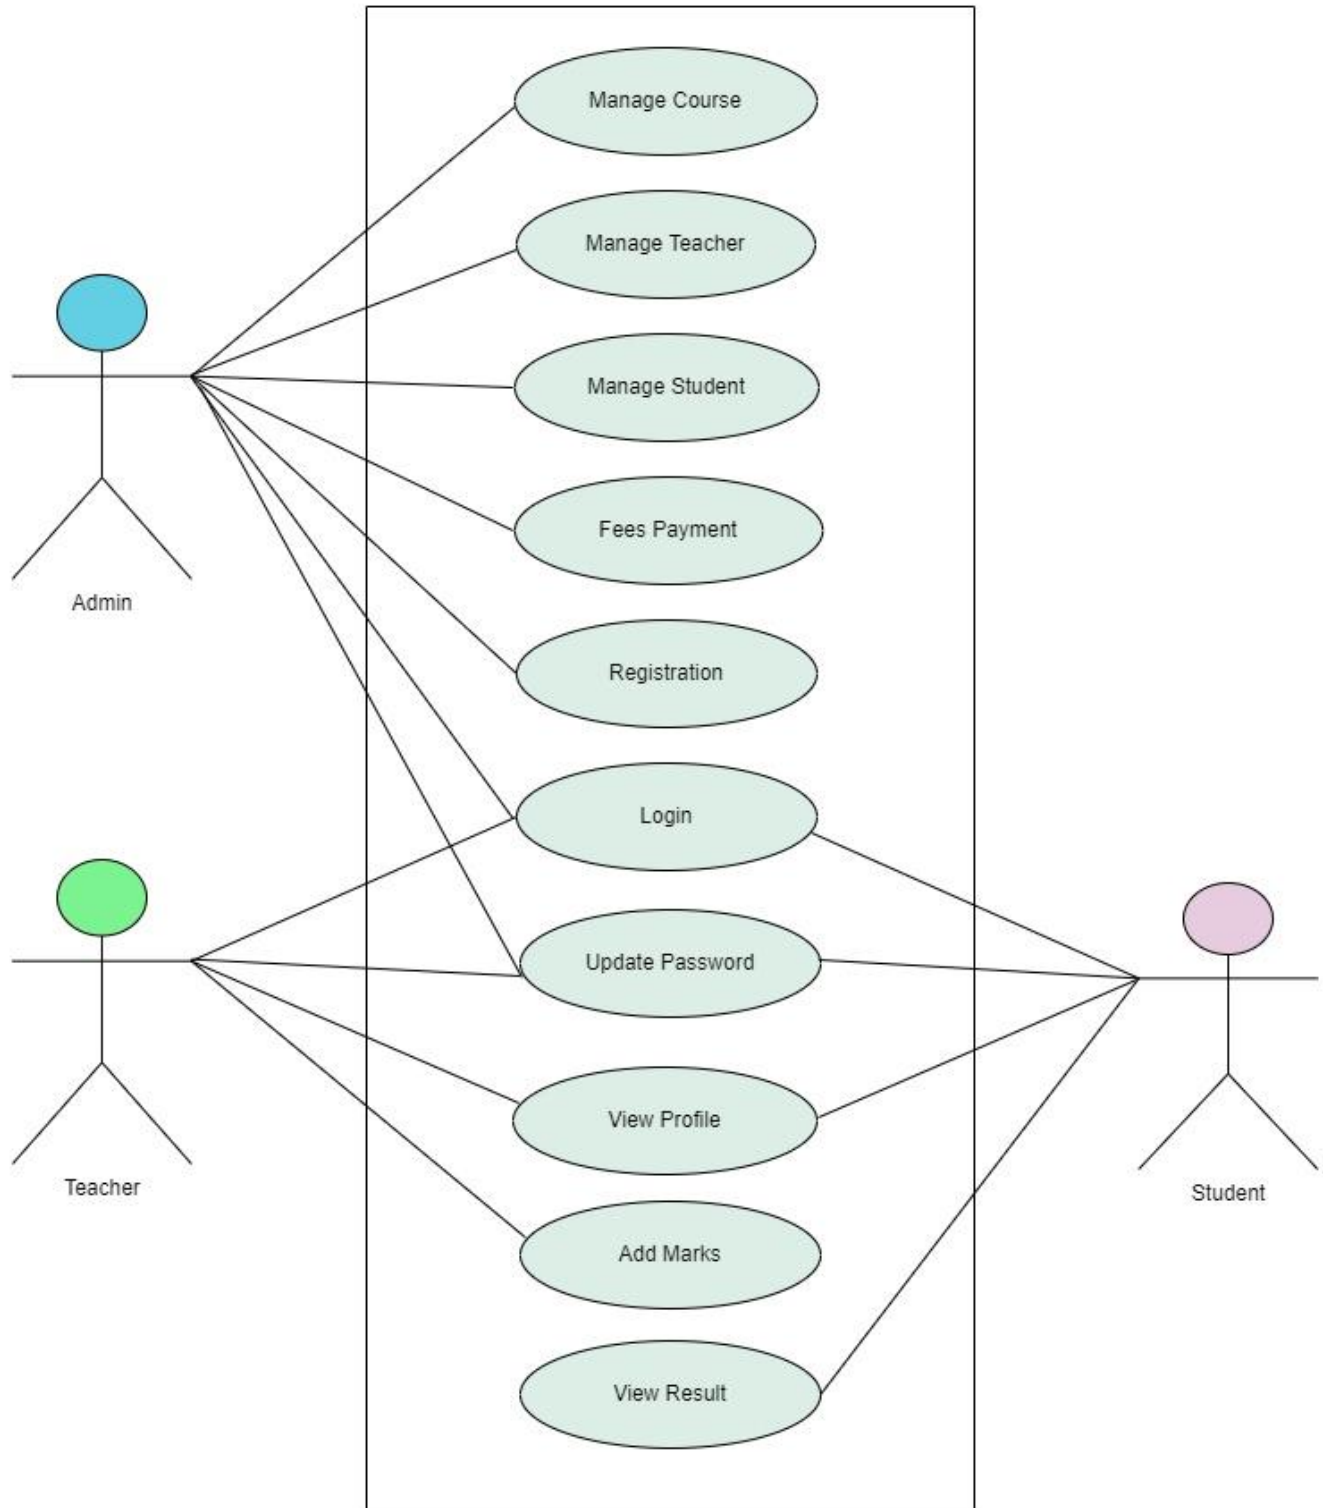 Manage Course
Manage Teacher
Manage Student
Fees Payment
Admin
Registration
Login
Update Password
View Profile
Teacher
Student
Add Marks
View Result